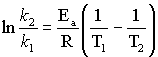 ln k₂/k₁ = Eₐ/R (1/T₁ − 1/T₂)